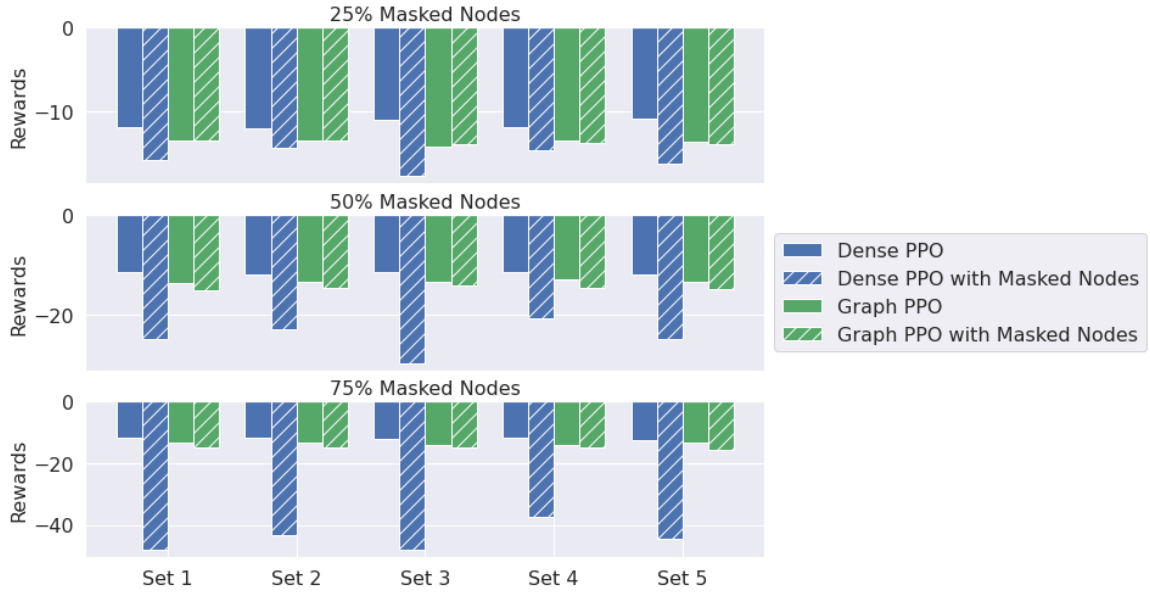 25% Masked Nodes
0
−10
Rewards
50% Masked Nodes
0
−20
Rewards
Dense PPO
Dense PPO with Masked Nodes
Graph PPO
Graph PPO with Masked Nodes
75% Masked Nodes
0
−20
−40
Rewards
Set 1 Set 2 Set 3 Set 4 Set 5